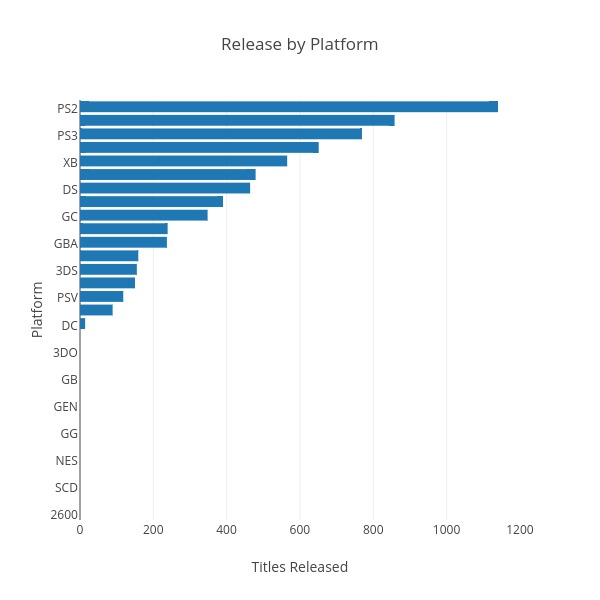 Release by Platform
PS2
PS3
XB
DS
GC
GBA
3DS
PSV
DC
3DO
GB
GEN
GG
NES
SCD
2600
Platform
0 200 400 600 800 1000 1200
Titles Released